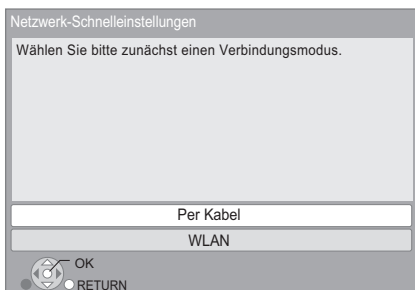 Netzwerk-Schnelleinstellungen
Wählen Sie bitte zunächst einen Verbindungsmodus.
Per Kabel
WLAN
OK
RETURN